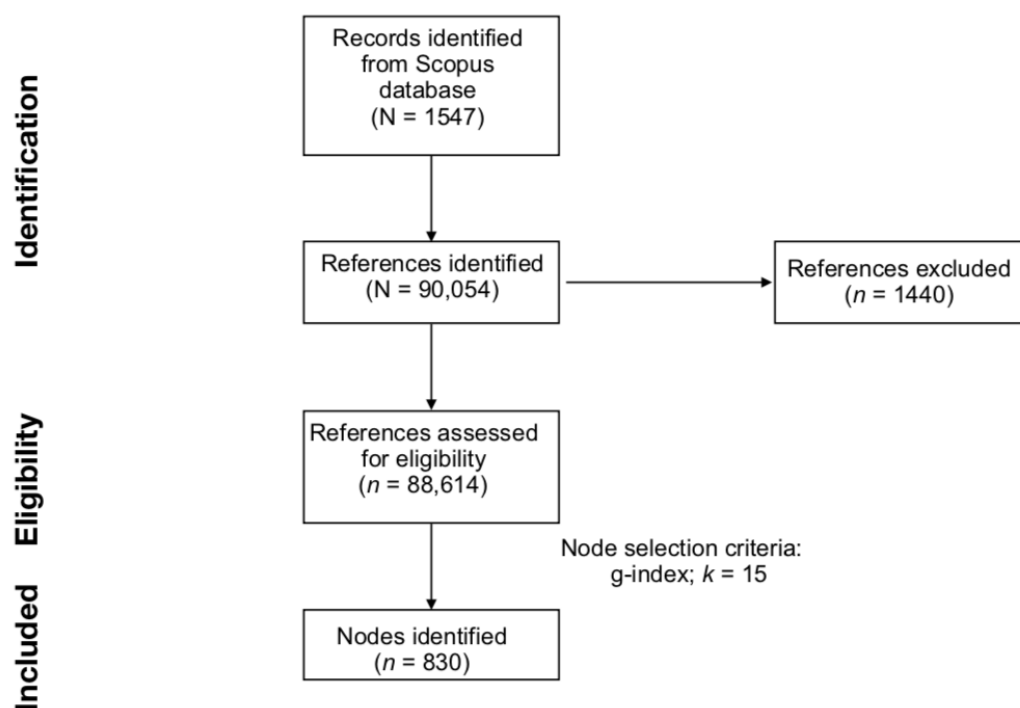 Identification
Records identified
from Scopus
database
(N = 1547)
References identified
(N = 90,054)
References excluded
(n = 1440)
Eligibility
References assessed
for eligibility
(n = 88,614)
Node selection criteria:
g-index; k = 15
Included
Nodes identified
(n = 830)